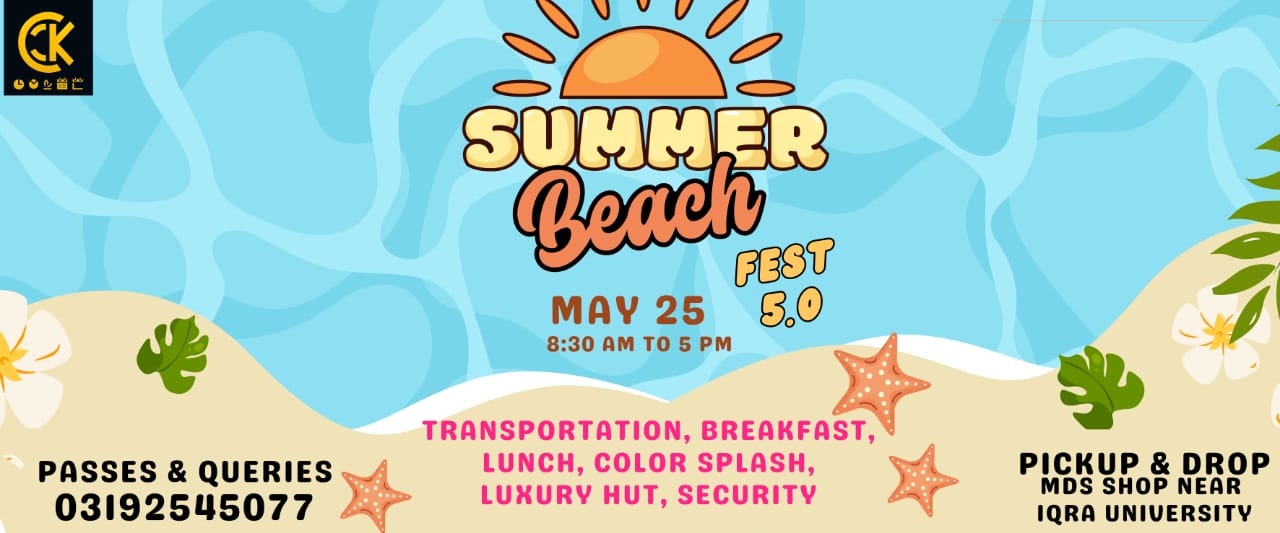 CK
SUMMER
Beach
FEST
5.0
MAY 25
8:30 AM TO 5 PM
TRANSPORTATION, BREAKFAST,
LUNCH, COLOR SPLASH,
LUXURY HUT, SECURITY
PASSES & QUERIES
03192545077
PICKUP & DROP
MDS SHOP NEAR
IQRA UNIVERSITY